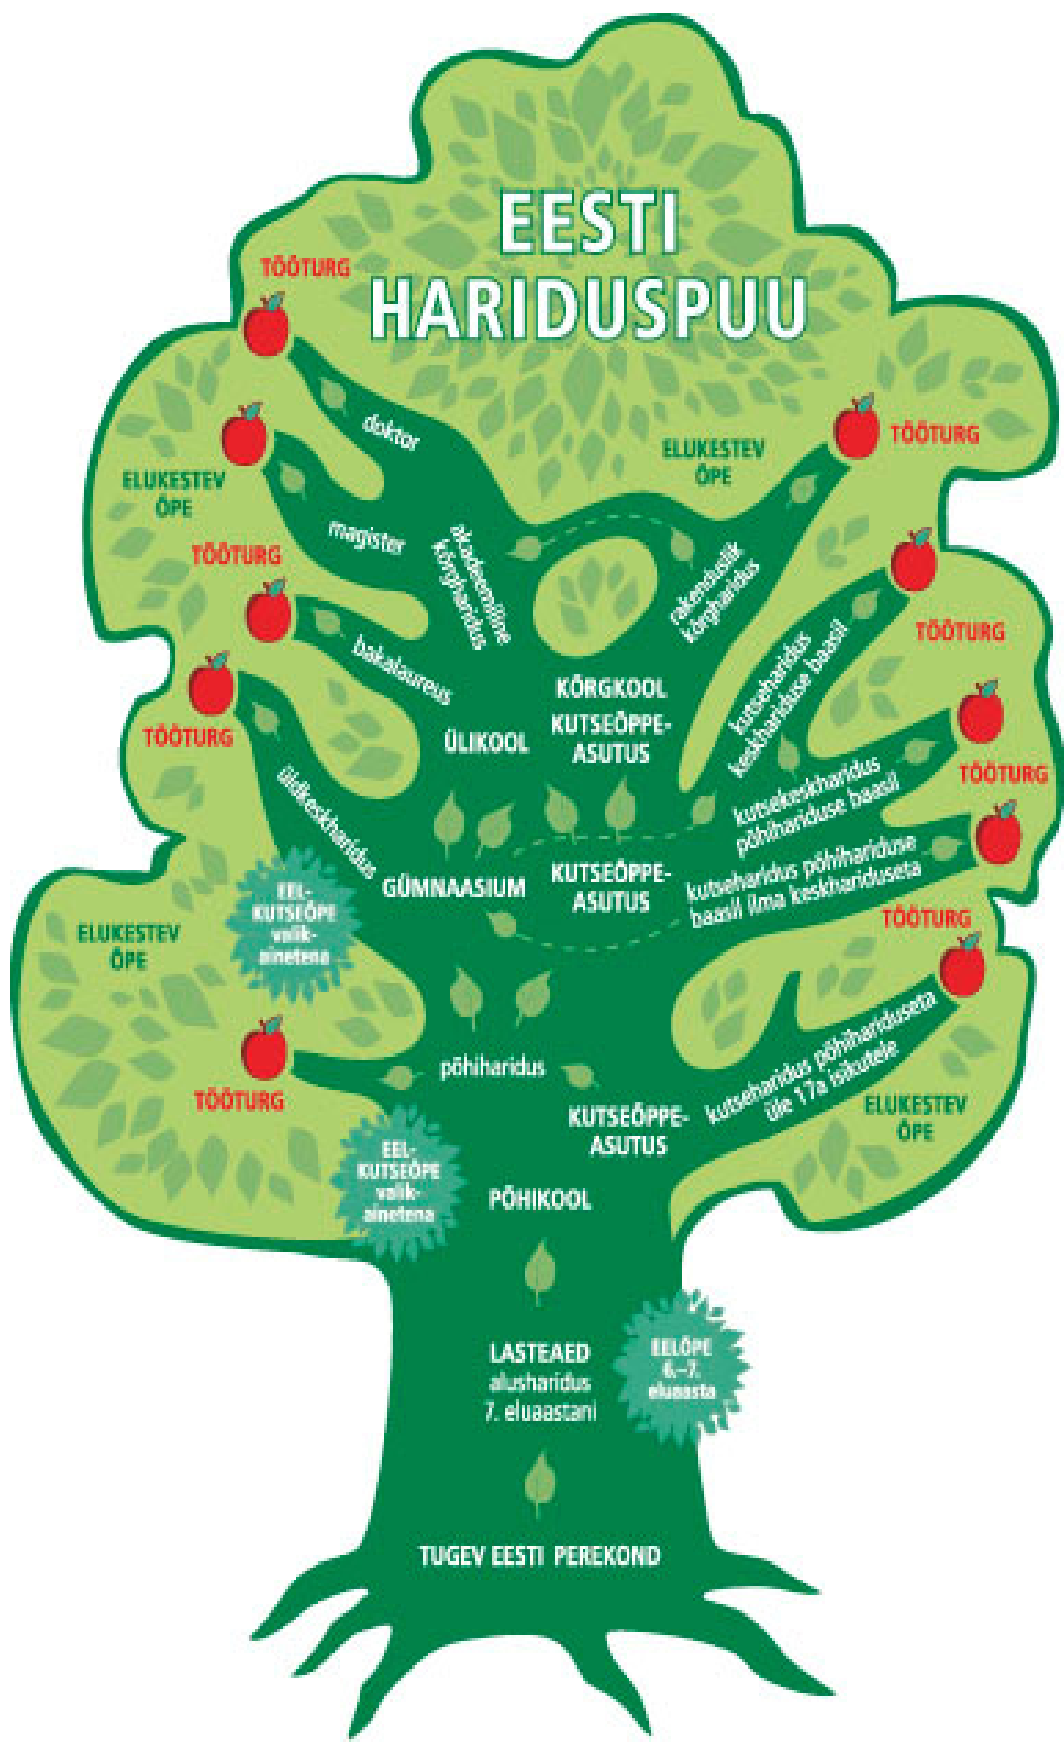 EESTI
HARIDUSPUU
TÖÖTURG
doktor
TÖÖTURG
ELUKESTEV
ÕPE
ELUKESTEV
ÕPE
magister
akadeemiline
kõrgharidus
rakenduslik
kõrgharidus
TÖÖTURG
TÖÖTURG
bakalaureus
kutseharidus
keskhariduse baasil
KÕRGKOOL
KUTSEÕPPE-
ASUTUS
ÜLIKOOL
TÖÖTURG
TÖÖTURG
üldkeskharidus
kutsekeskharidus
põhihariduse baasil
GÜMNAASIUM
KUTSEÕPPE-
ASUTUS
kutseharidus põhihariduse
baasil ilma keskhariduseta
TÖÖTURG
EEL-
KUTSEÕPE
valik-
ainetena
ELUKESTEV
ÕPE
põhiharidus
TÖÖTURG
kutseharidus põhihariduseta
üle 17a isikutele
ELUKESTEV
ÕPE
KUTSEÕPPE-
ASUTUS
EEL-
KUTSEÕPE
valik-
ainetena
PÕHIKOOL
LASTEAED
alusharidus
7. eluaastani
EELÕPE
6.–7.
eluaasta
TUGEV EESTI PEREKOND